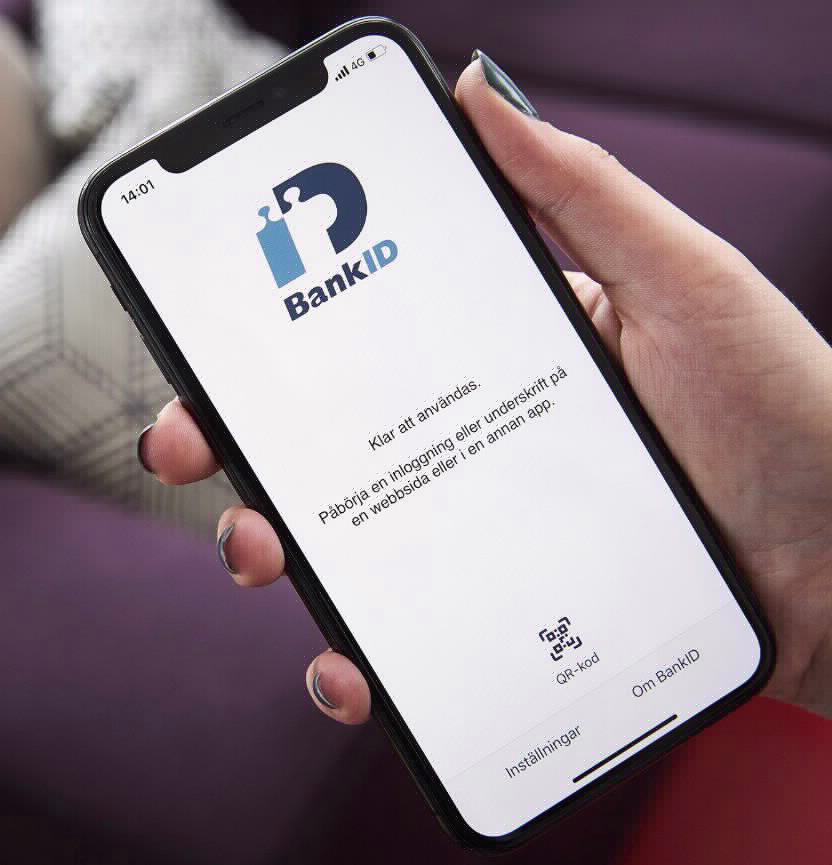 14:01
4G
BankID
Klar att användas.
Påbörja en inloggning eller underskrift på
en webbsida eller i en annan app.
QR-kod
Inställningar
Om BankID